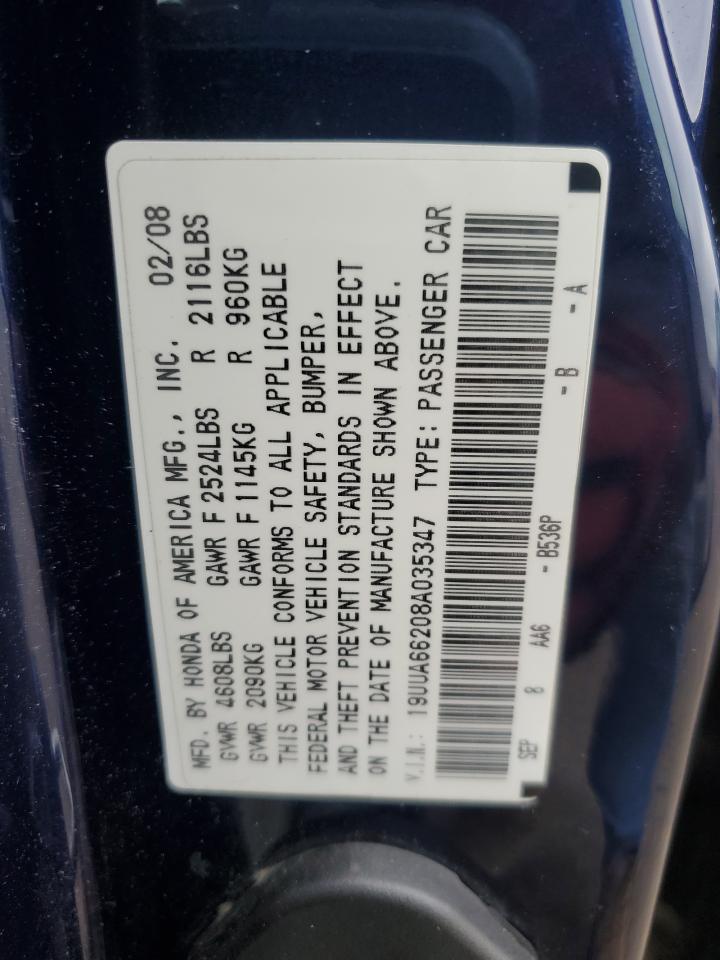 MFD. BY HONDA OF AMERICA MFG., INC. 02/08
GVWR 4608LBS GAWR F 2524LBS R 2116LBS
GVWR 2090KG GAWR F 1145KG R 960KG
THIS VEHICLE CONFORMS TO ALL APPLICABLE
FEDERAL MOTOR VEHICLE SAFETY, BUMPER,
AND THEFT PREVENTION STANDARDS IN EFFECT
ON THE DATE OF MANUFACTURE SHOWN ABOVE.
V.I.N.: 19UUA66208A035347 TYPE: PASSENGER CAR
SEP 8 AA6 - B536P - B - A